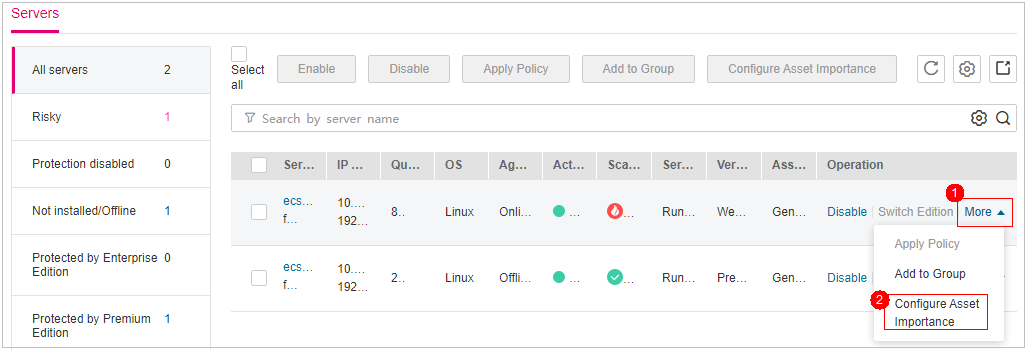 Servers
All servers 2
Risky 1
Protection disabled 0
Not installed/Offline 1
Protected by Enterprise 0
Edition
Protected by Premium 1
Edition
Select
all
Enable Disable Apply Policy Add to Group Configure Asset Importance
Search by server name
Ser... IP ... Qu... OS Ag... Act... Sca... Ser... Ver... Ass... Operation
1
ecs... 10.... 8.. Linux Onli... ... ... Run... We... Gen... Disable Switch Edition More
f... 192...
Apply Policy
Add to Group
ecs... 10.... 2.. Linux Offli... ... ... Run... Pre... Gen... Disable
f... 192...
2
Configure Asset
Importance